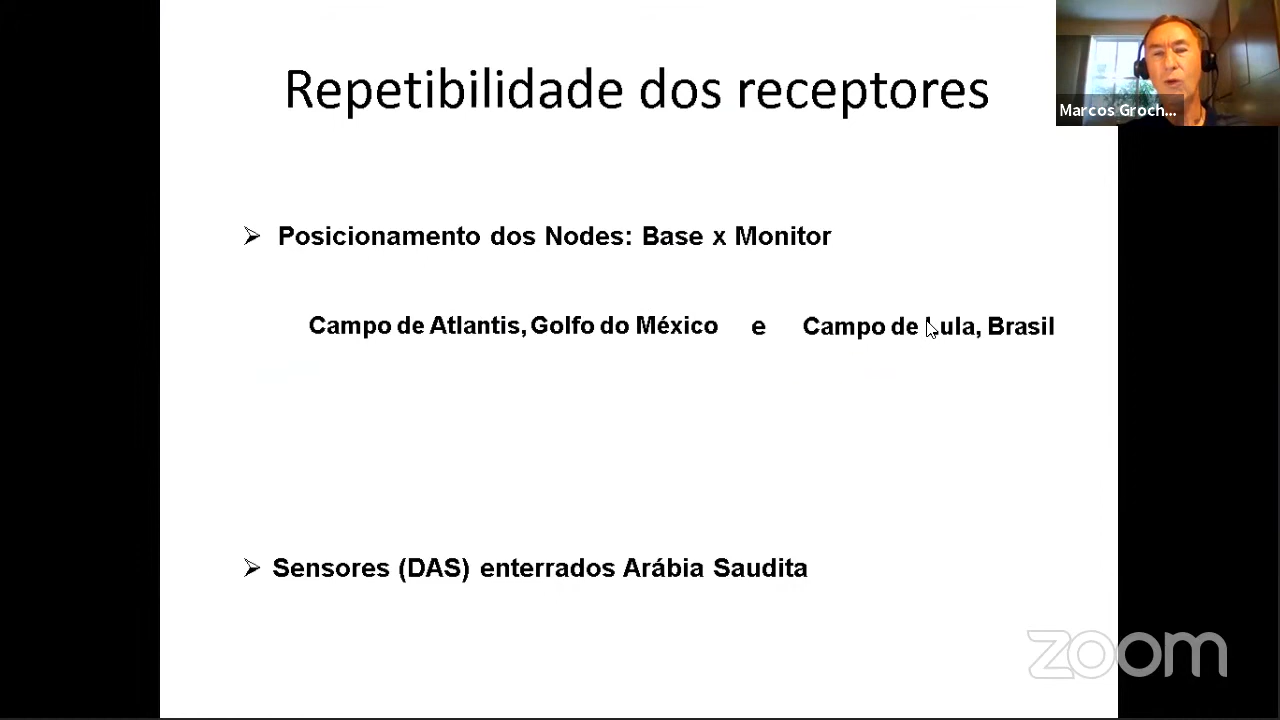 Repetibilidade dos receptores
Marcos Groch...
Posicionamento dos Nodes: Base x Monitor
Campo de Atlantis, Golfo do México e Campo de Lula, Brasil
Sensores (DAS) enterrados Arábia Saudita
zoom